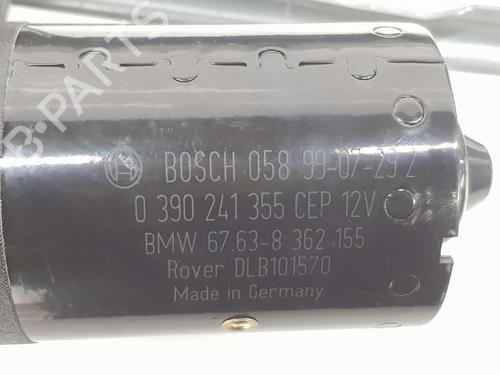 BOSCH 058 99-07-29 2
0 390 241 355 CEP 12V
BMW 67.63-8 362 155
Rover DLB101570
Made in Germany